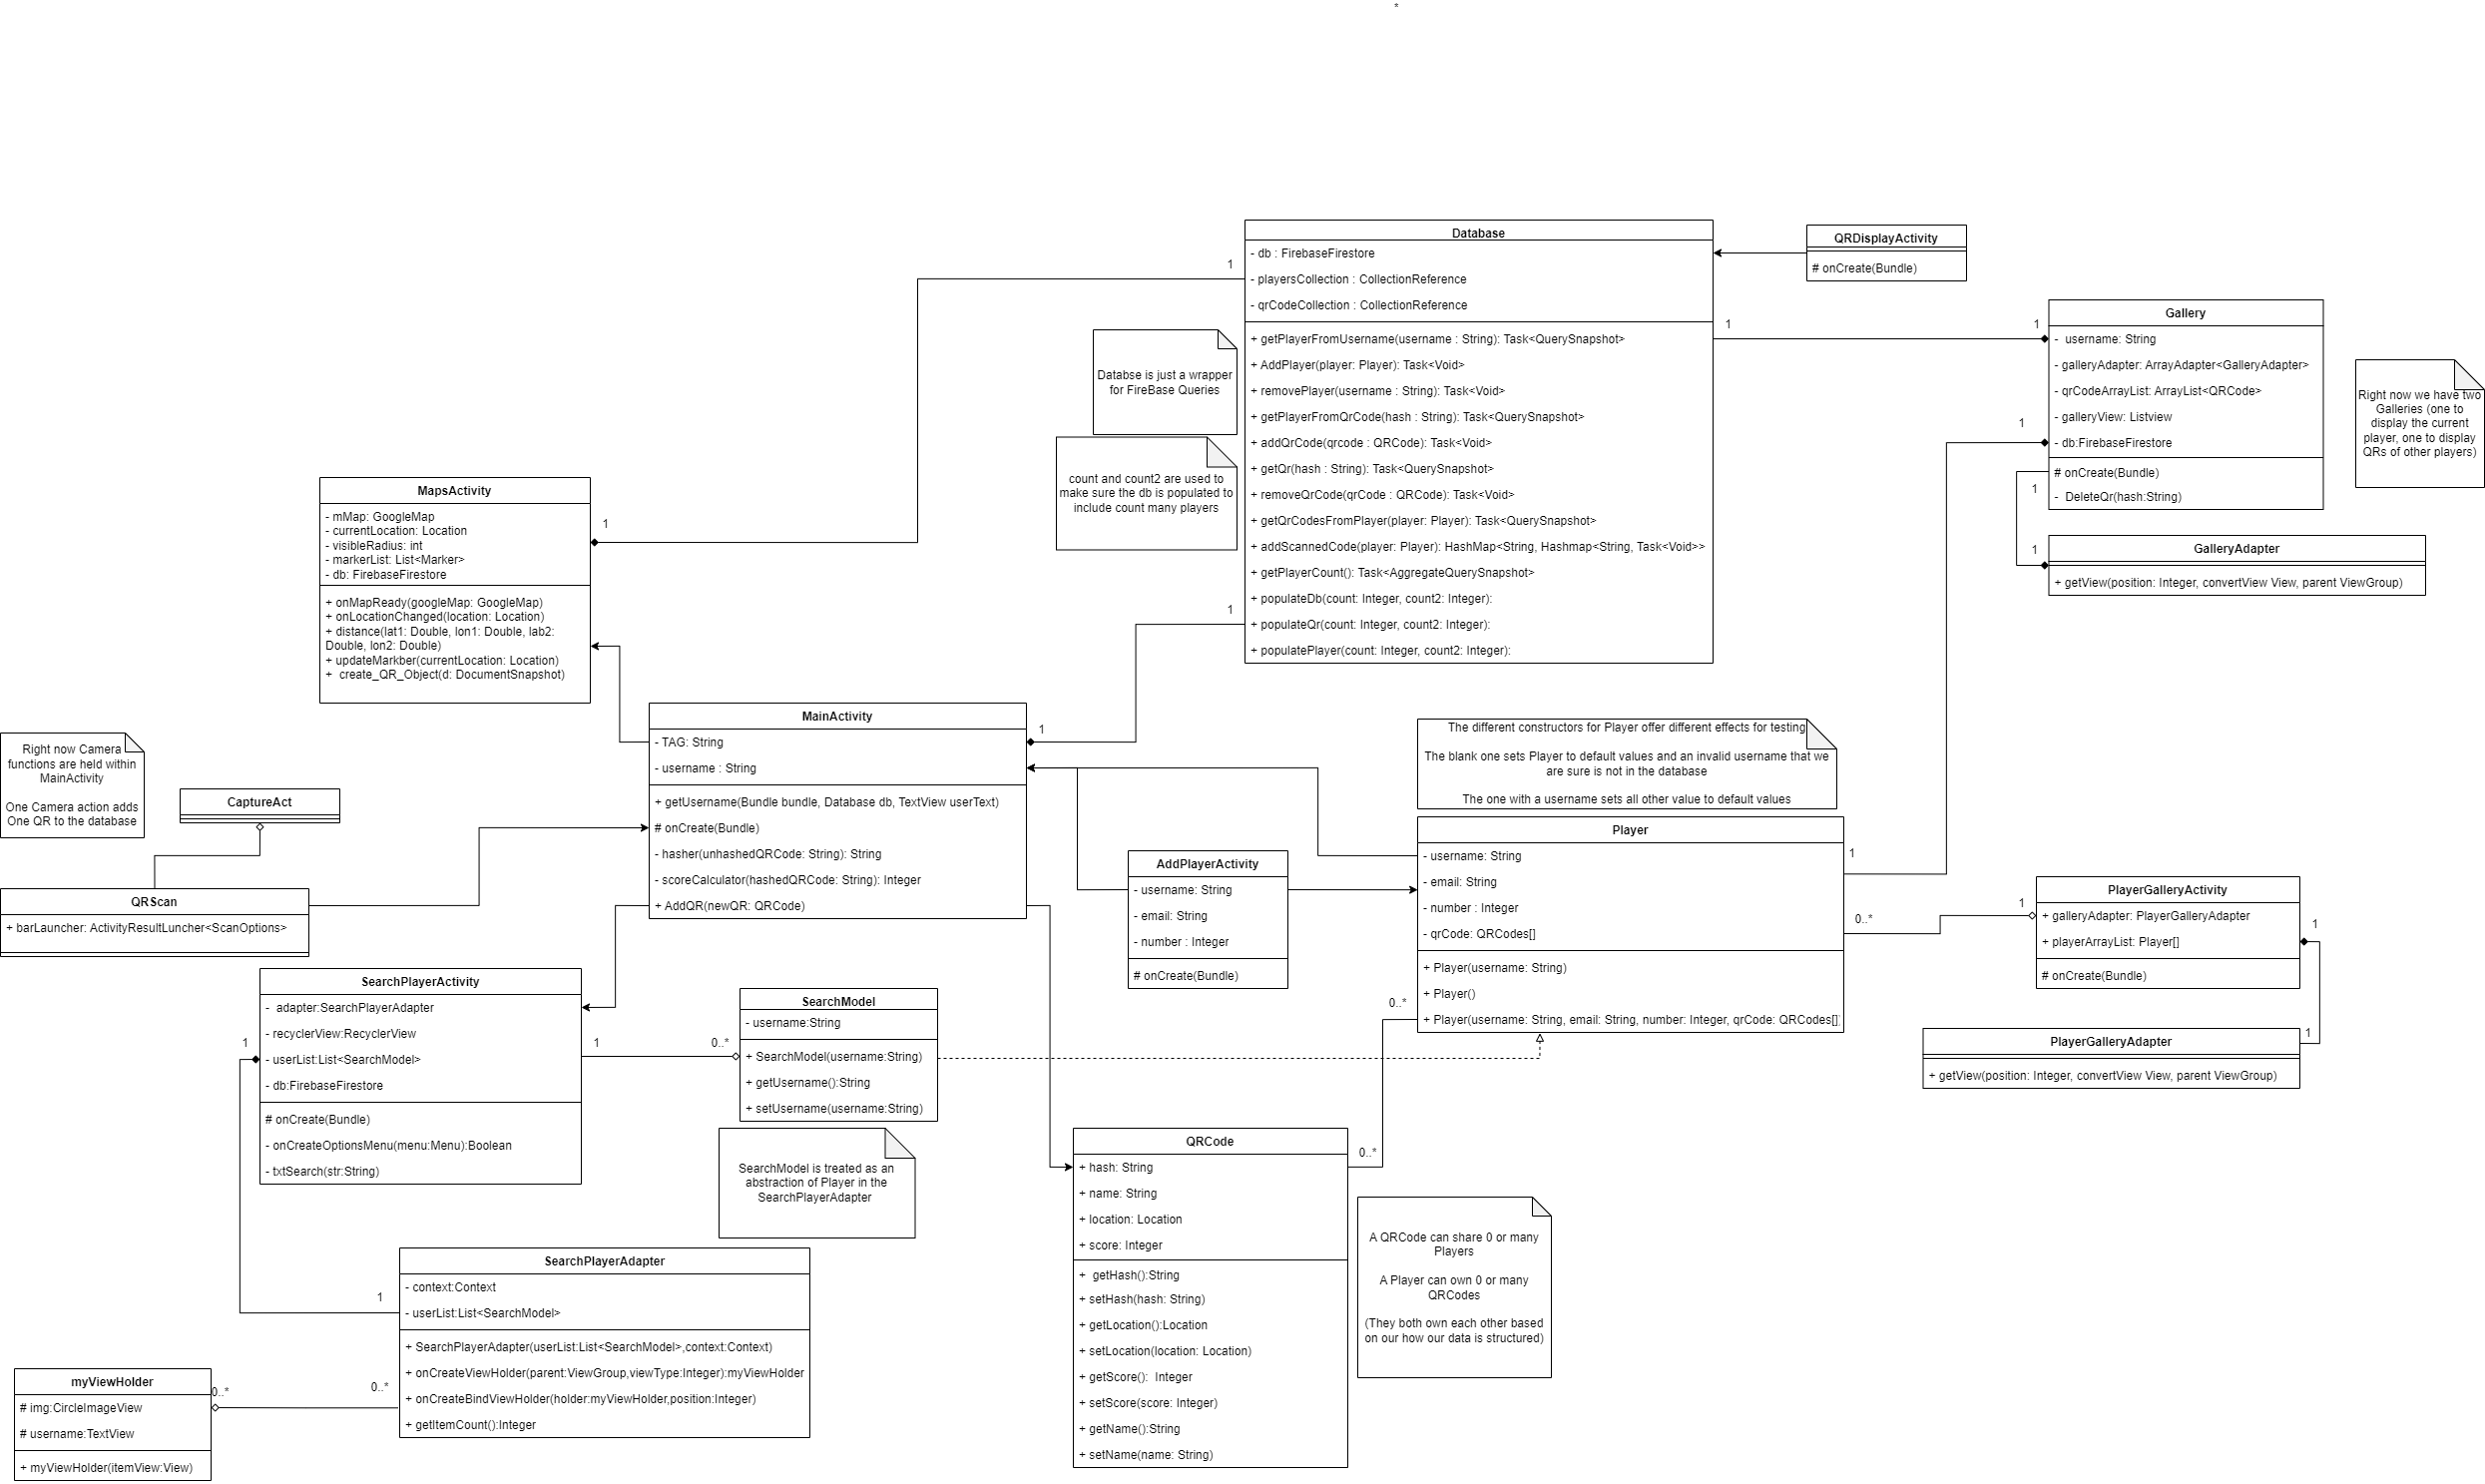 *
Database
- db : FirebaseFirestore
- playersCollection : CollectionReference
- qrCodeCollection : CollectionReference
+ getPlayerFromUsername(username : String): Task<QuerySnapshot>
+ AddPlayer(player: Player): Task<Void>
+ removePlayer(username : String): Task<Void>
+ getPlayerFromQrCode(hash : String): Task<QuerySnapshot>
+ addQrCode(qrcode : QRCode): Task<Void>
+ getQr(hash : String): Task<QuerySnapshot>
+ removeQrCode(qrCode : QRCode): Task<Void>
+ getQrCodesFromPlayer(player: Player): Task<QuerySnapshot>
+ addScannedCode(player: Player): HashMap<String, Hashmap<String, Task<Void>>
+ getPlayerCount(): Task<AggregateQuerySnapshot>
+ populateDb(count: Integer, count2: Integer):
+ populateQr(count: Integer, count2: Integer):
+ populatePlayer(count: Integer, count2: Integer):
QRDisplayActivity
# onCreate(Bundle)
1
1
1
Gallery
-  username: String
- galleryAdapter: ArrayAdapter<GalleryAdapter>
- qrCodeArrayList: ArrayList<QRCode>
- galleryView: Listview
- db:FirebaseFirestore
# onCreate(Bundle)
-  DeleteQr(hash:String)
1
1
1
Right now we have two
Galleries (one to
display the current
player, one to display
QRs of other players)
GalleryAdapter
+ getView(position: Integer, convertView View, parent ViewGroup)
Databse is just a wrapper
for FireBase Queries
count and count2 are used to
make sure the db is populated to
include count many players
MapsActivity
- mMap: GoogleMap
- currentLocation: Location
- visibleRadius: int
- markerList: List<Marker>
- db: FirebaseFirestore
+ onMapReady(googleMap: GoogleMap)
+ onLocationChanged(location: Location)
+ distance(lat1: Double, lon1: Double, lab2:
Double, lon2: Double)
+ updateMarkber(currentLocation: Location)
+  create_QR_Object(d: DocumentSnapshot)
1
1
MainActivity
- TAG: String
- username : String
+ getUsername(Bundle bundle, Database db, TextView userText)
# onCreate(Bundle)
- hasher(unhashedQRCode: String): String
- scoreCalculator(hashedQRCode: String): Integer
+ AddQR(newQR: QRCode)
1
Right now Camera
functions are held within
MainActivity
One Camera action adds
One QR to the database
CaptureAct
QRScan
+ barLauncher: ActivityResultLuncher<ScanOptions>
The different constructors for Player offer different effects for testing
The blank one sets Player to default values and an invalid username that we
are sure is not in the database
The one with a username sets all other value to default values
AddPlayerActivity
- username: String
- email: String
- number : Integer
# onCreate(Bundle)
Player
- username: String
- email: String
- number : Integer
- qrCode: QRCodes[]
+ Player(username: String)
+ Player()
+ Player(username: String, email: String, number: Integer, qrCode: QRCodes[])
1
0..*
1
PlayerGalleryActivity
+ galleryAdapter: PlayerGalleryAdapter
+ playerArrayList: Player[]
# onCreate(Bundle)
1
1
PlayerGalleryAdapter
+ getView(position: Integer, convertView View, parent ViewGroup)
SearchPlayerActivity
-  adapter:SearchPlayerAdapter
- recyclerView:RecyclerView
- userList:List<SearchModel>
- db:FirebaseFirestore
# onCreate(Bundle)
- onCreateOptionsMenu(menu:Menu):Boolean
- txtSearch(str:String)
1
1
0..*
SearchModel
- username:String
+ SearchModel(username:String)
+ getUsername():String
+ setUsername(username:String)
SearchModel is treated as an
abstraction of Player in the
SearchPlayerAdapter
0..*
0..*
QRCode
+ hash: String
+ name: String
+ location: Location
+ score: Integer
+  getHash():String
+ setHash(hash: String)
+ getLocation():Location
+ setLocation(location: Location)
+ getScore():  Integer
+ setScore(score: Integer)
+ getName():String
+ setName(name: String)
A QRCode can share 0 or many
Players
A Player can own 0 or many
QRCodes
(They both own each other based
on our how our data is structured)
SearchPlayerAdapter
- context:Context
- userList:List<SearchModel>
+ SearchPlayerAdapter(userList:List<SearchModel>,context:Context)
+ onCreateViewHolder(parent:ViewGroup,viewType:Integer):myViewHolder
+ onCreateBindViewHolder(holder:myViewHolder,position:Integer)
+ getItemCount():Integer
1
0..*
0..*
myViewHolder
# img:CircleImageView
# username:TextView
+ myViewHolder(itemView:View)